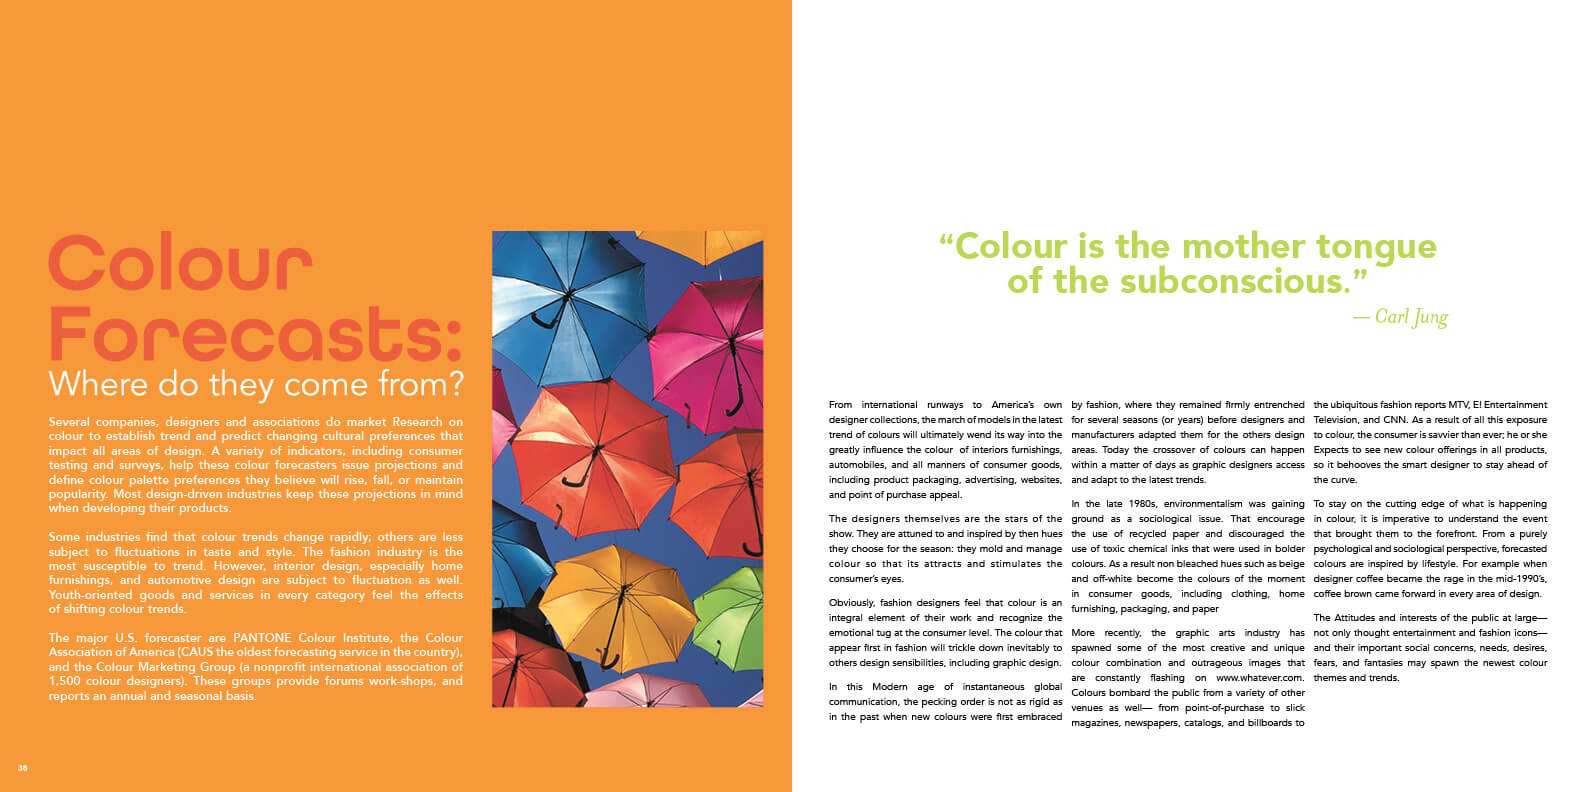 Colour
Forecasts:
Where do they come from?
Several companies, designers and associations do market Research on
colour to establish trend and predict changing cultural preferences that
impact all areas of design. A variety of indicators, including consumer
testing and surveys, help these colour forecasters issue projections and
define colour palette preferences they believe will rise, fall, or maintain
popularity. Most design-driven industries keep these projections in mind
when developing their products.
Some industries find that colour trends change rapidly; others are less
subject to fluctuations in taste and style. The fashion industry is the
most susceptible to trend. However, interior design, especially home
furnishings, and automotive design are subject to fluctuation as well.
Youth-oriented goods and services in every category feel the effects
of shifting colour trends.
The major U.S. forecaster are PANTONE Colour Institute, the Colour
Association of America (CAUS the oldest forecasting service in the country),
and the Colour Marketing Group (a nonprofit international association of
1,500 colour designers). These groups provide forums work-shops, and
reports an annual and seasonal basis.
38
“Colour is the mother tongue
of the subconscious.”
— Carl Jung
From international runways to America’s own
designer collections, the march of models in the latest
trend of colours will ultimately wend its way into the
greatly influence the colour of interiors furnishings,
automobiles, and all manners of consumer goods,
including product packaging, advertising, websites,
and point of purchase appeal.
The designers themselves are the stars of the
show. They are attuned to and inspired by then hues
they choose for the season: they mold and manage
colour so that its attracts and stimulates the
consumer’s eyes.
Obviously, fashion designers feel that colour is an
integral element of their work and recognize the
emotional tug at the consumer level. The colour that
appear first in fashion will trickle down inevitably to
others design sensibilities, including graphic design.
In this Modern age of instantaneous global
communication, the pecking order is not as rigid as
in the past when new colours were first embraced
by fashion, where they remained firmly entrenched
for several seasons (or years) before designers and
manufacturers adapted them for the others design
areas. Today the crossover of colours can happen
within a matter of days as graphic designers access
and adapt to the latest trends.
In the late 1980s, environmentalism was gaining
ground as a sociological issue. That encourage
the use of recycled paper and discouraged the
use of toxic chemical inks that were used in bolder
colours. As a result non bleached hues such as beige
and off-white become the colours of the moment
in consumer goods, including clothing, home
furnishing, packaging, and paper
More recently, the graphic arts industry has
spawned some of the most creative and unique
colour combination and outrageous images that
are constantly flashing on www.whatever.com.
Colours bombard the public from a variety of other
venues as well— from point-of-purchase to slick
magazines, newspapers, catalogs, and billboards to
the ubiquitous fashion reports MTV, E! Entertainment
Television, and CNN. As a result of all this exposure
to colour, the consumer is savvier than ever; he or she
Expects to see new colour offerings in all products,
so it behooves the smart designer to stay ahead of
the curve.
To stay on the cutting edge of what is happening
in colour, it is imperative to understand the event
that brought them to the forefront. From a purely
psychological and sociological perspective, forecasted
colours are inspired by lifestyle. For example when
designer coffee became the rage in the mid-1990’s,
coffee brown came forward in every area of design.
The Attitudes and interests of the public at large—
not only thought entertainment and fashion icons—
and their important social concerns, needs, desires,
fears, and fantasies may spawn the newest colour
themes and trends.